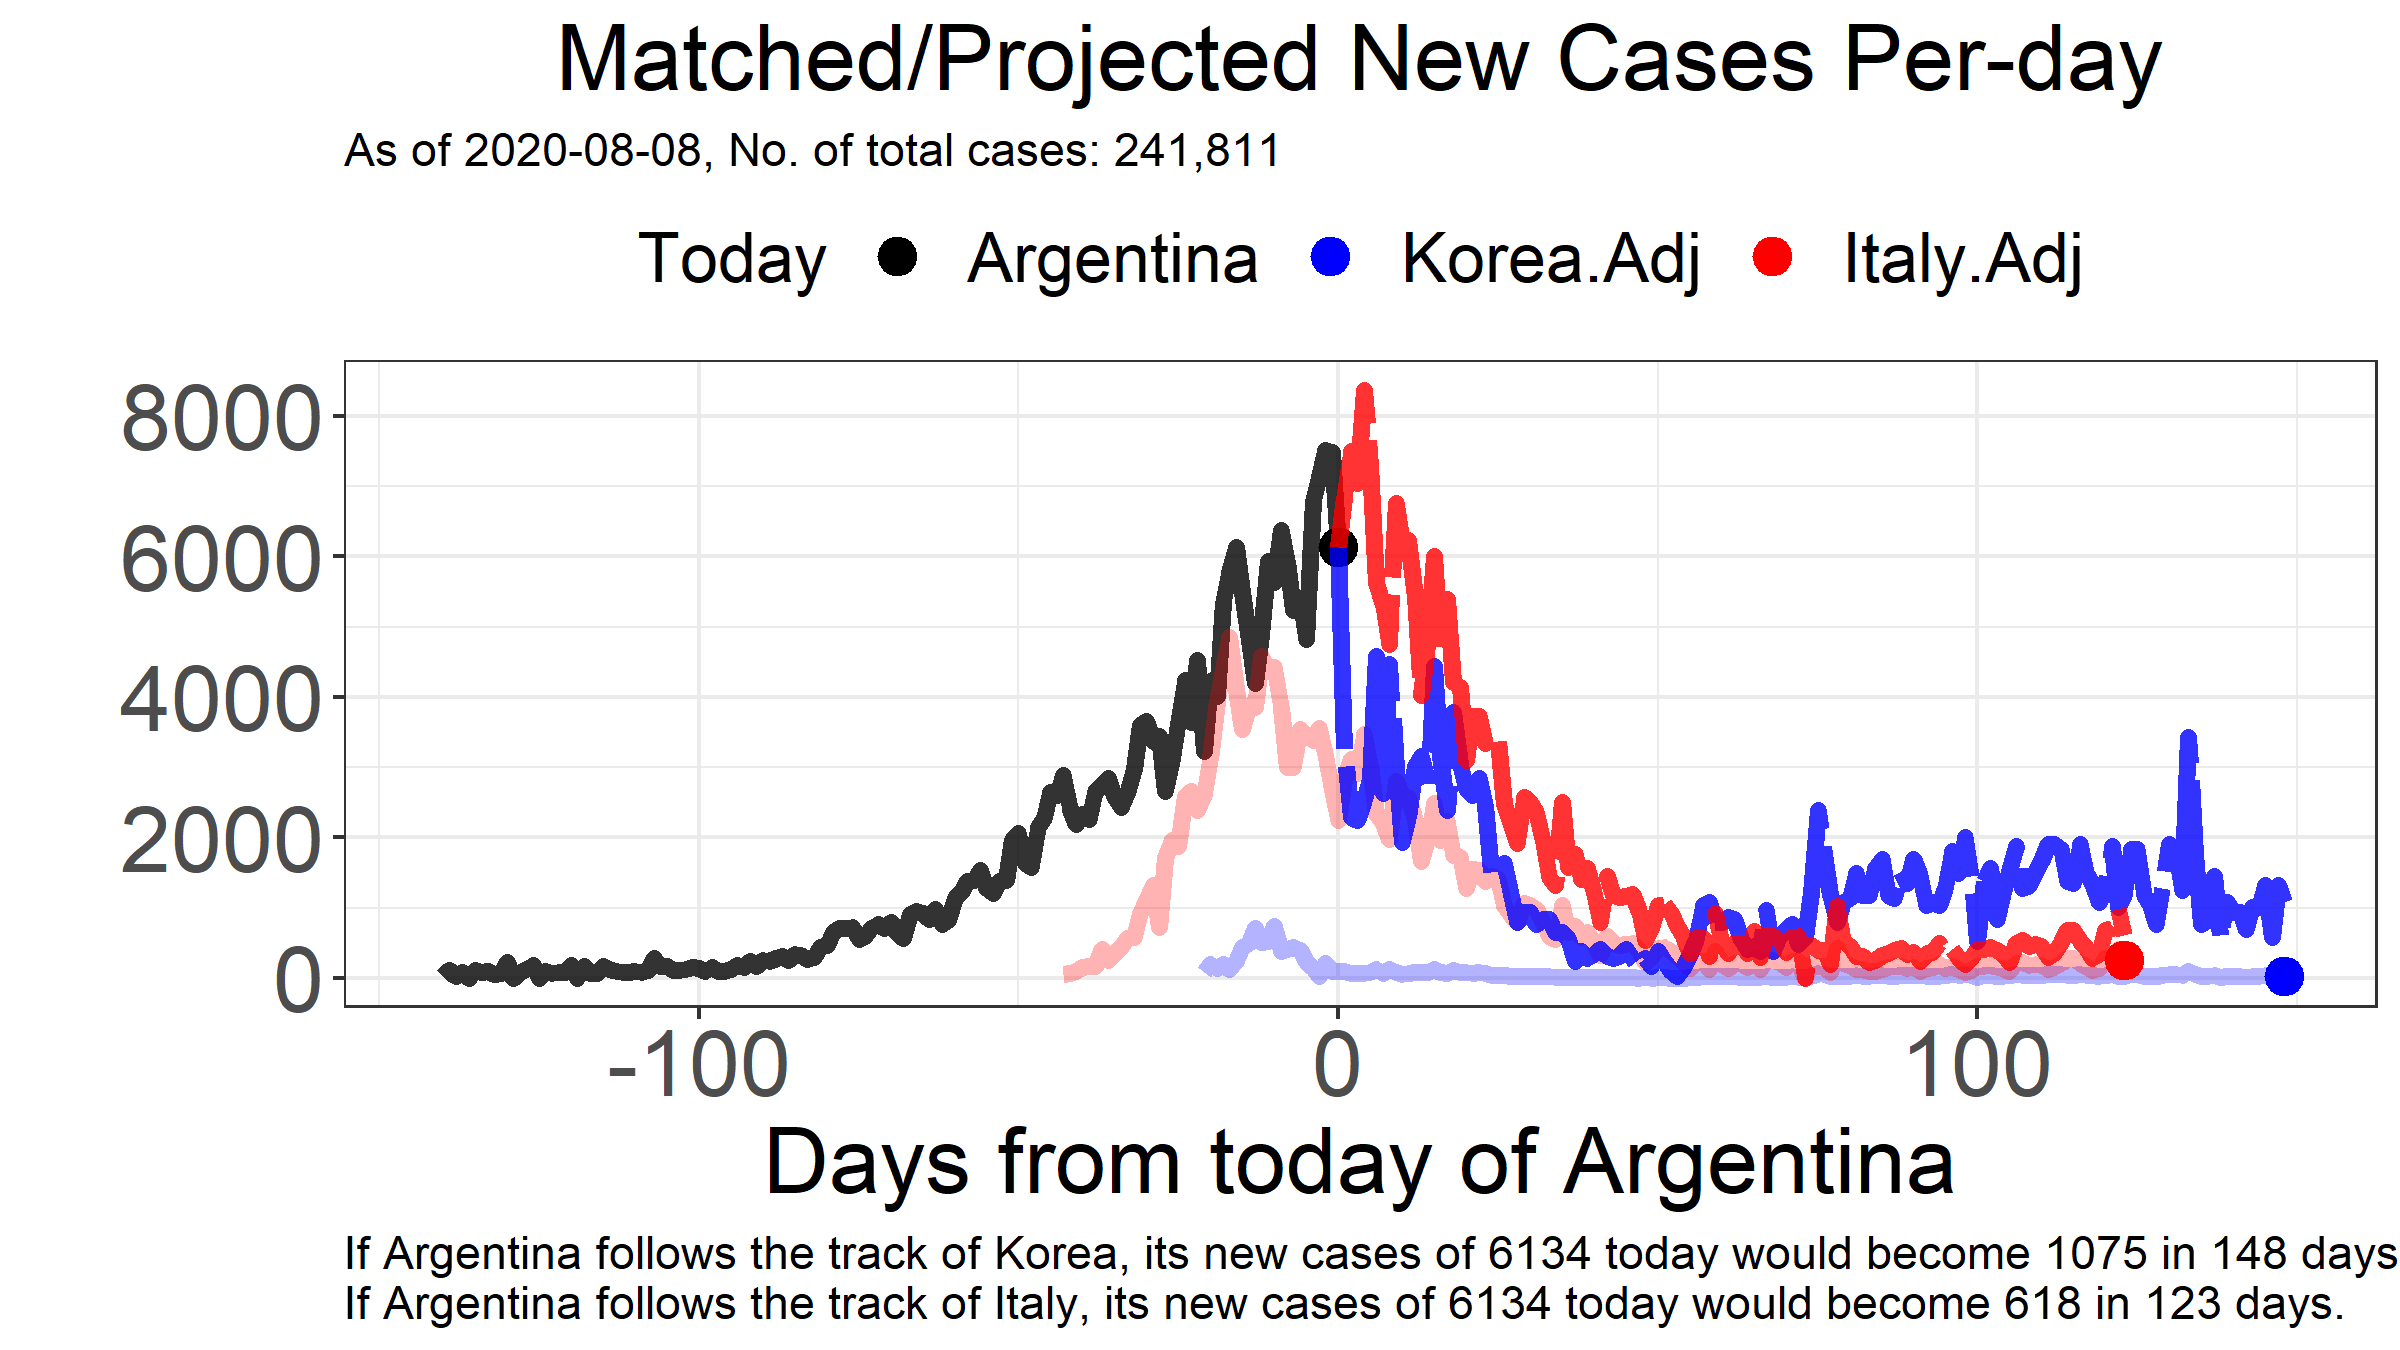 Matched/Projected New Cases Per-day
As of 2020-08-08, No. of total cases: 241,811
Today Argentina Korea.Adj Italy.Adj
8000
6000
4000
2000
0
-100 0 100
Days from today of Argentina
If Argentina follows the track of Korea, its new cases of 6134 today would become 1075 in 148 days
If Argentina follows the track of Italy, its new cases of 6134 today would become 618 in 123 days.